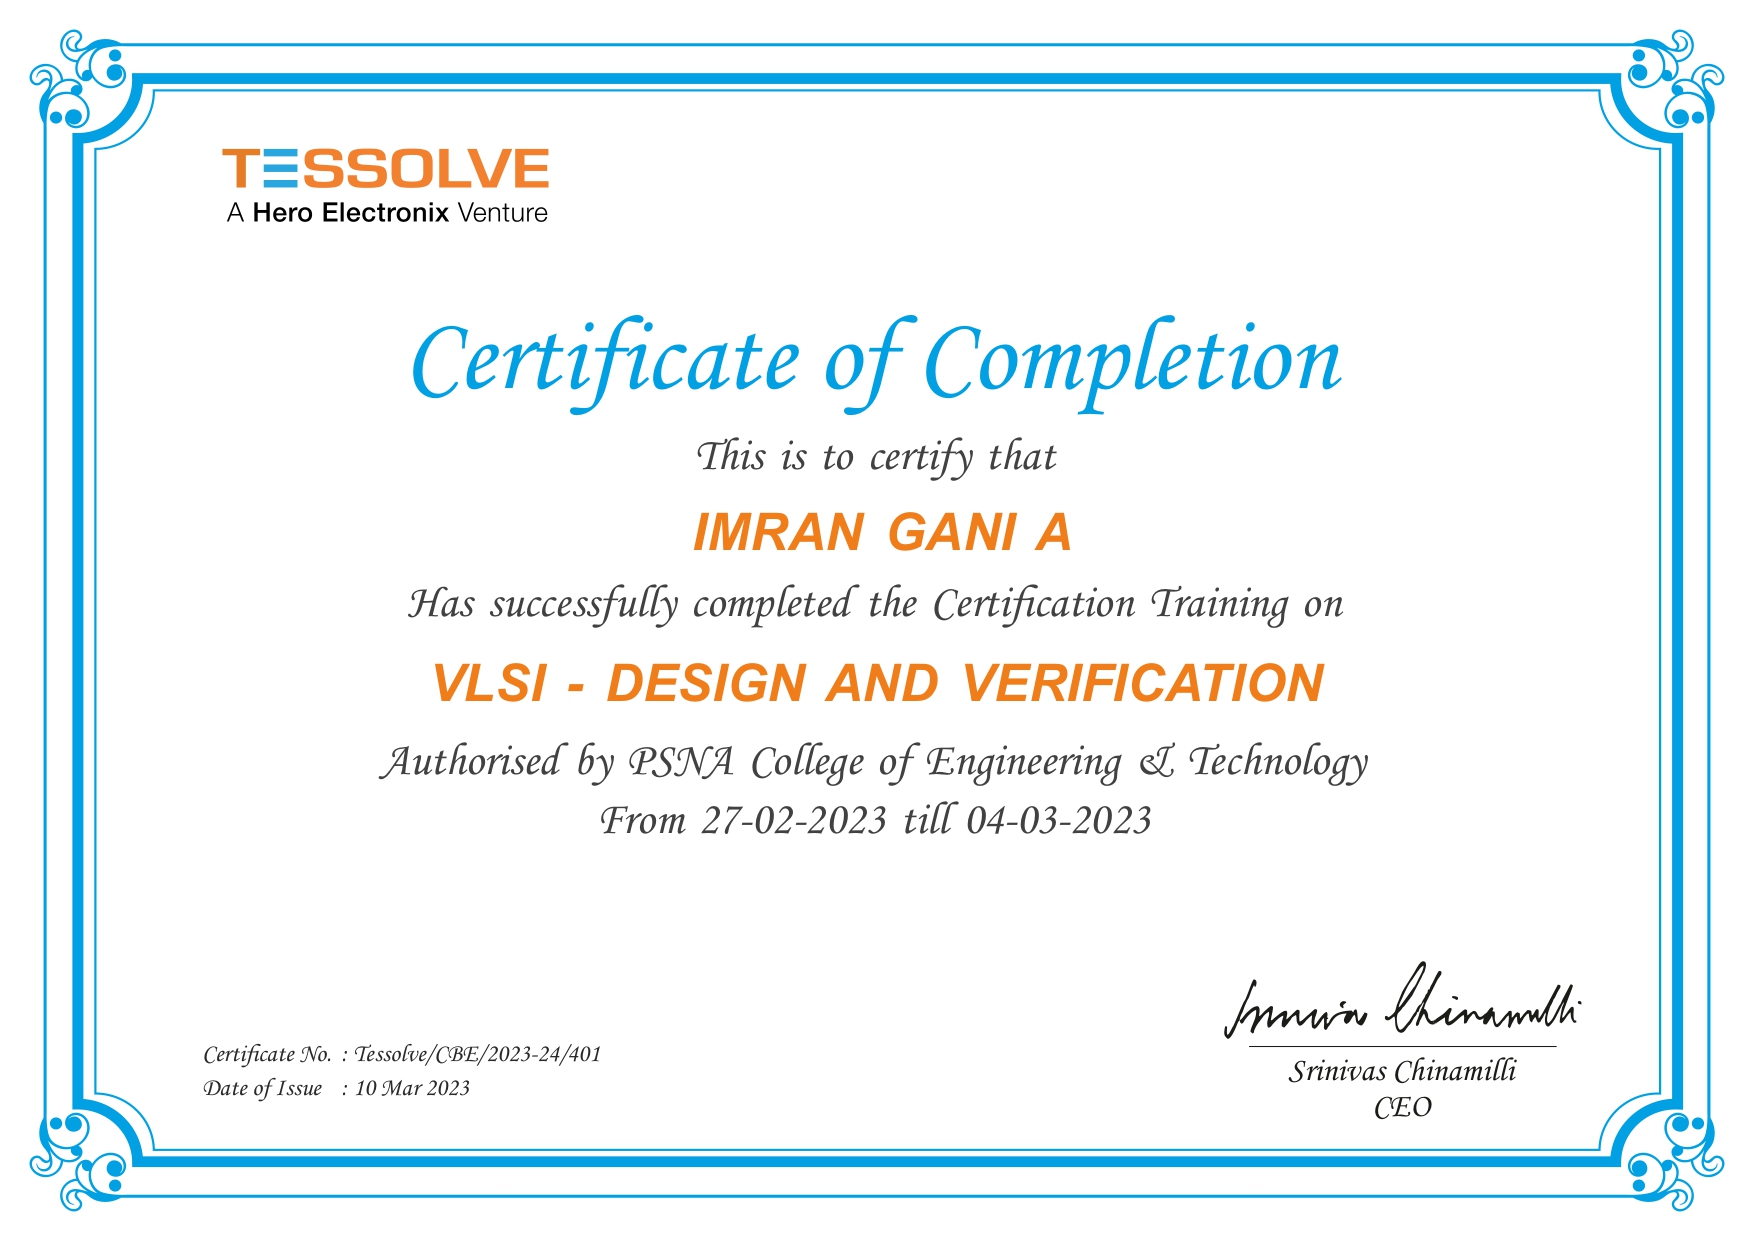 TESSOLVE
A Hero Electronix Venture
Certificate of Completion
This is to certify that
IMRAN GANI A
Has successfully completed the Certification Training on
VLSI - DESIGN AND VERIFICATION
Authorised by PSNA College of Engineering & Technology
From 27-02-2023 till 04-03-2023
Certificate No. : Tessolve/CBE/2023-24/401
Date of Issue : 10 Mar 2023
Srinivas Chinamilli
Srinivas Chinamilli
CEO